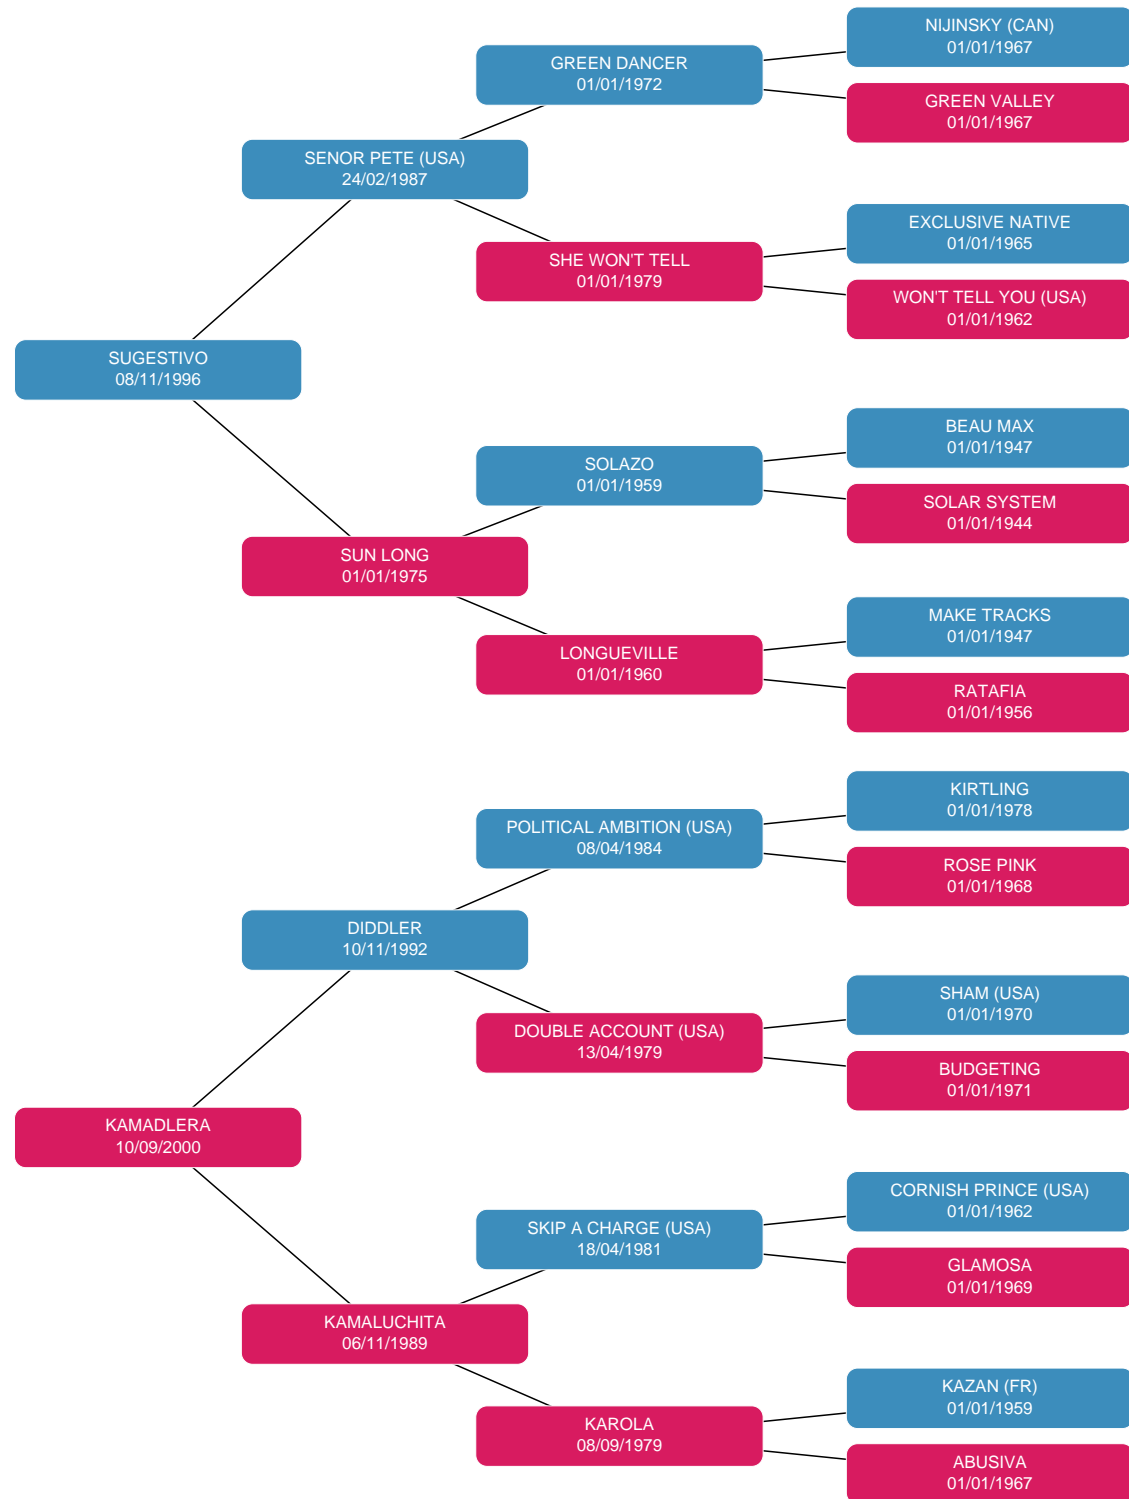 NIJINSKY (CAN)
01/01/1967
GREEN DANCER
01/01/1972
GREEN VALLEY
01/01/1967
SENOR PETE (USA)
24/02/1987
EXCLUSIVE NATIVE
01/01/1965
SHE WON'T TELL
01/01/1979
WON'T TELL YOU (USA)
01/01/1962
SUGESTIVO
08/11/1996
BEAU MAX
01/01/1947
SOLAZO
01/01/1959
SOLAR SYSTEM
01/01/1944
SUN LONG
01/01/1975
MAKE TRACKS
01/01/1947
LONGUEVILLE
01/01/1960
RATAFIA
01/01/1956
KIRTLING
01/01/1978
POLITICAL AMBITION (USA)
08/04/1984
ROSE PINK
01/01/1968
DIDDLER
10/11/1992
SHAM (USA)
01/01/1970
DOUBLE ACCOUNT (USA)
13/04/1979
BUDGETING
01/01/1971
KAMADLERA
10/09/2000
CORNISH PRINCE (USA)
01/01/1962
SKIP A CHARGE (USA)
18/04/1981
GLAMOSA
01/01/1969
KAMALUCHITA
06/11/1989
KAZAN (FR)
01/01/1959
KAROLA
08/09/1979
ABUSIVA
01/01/1967